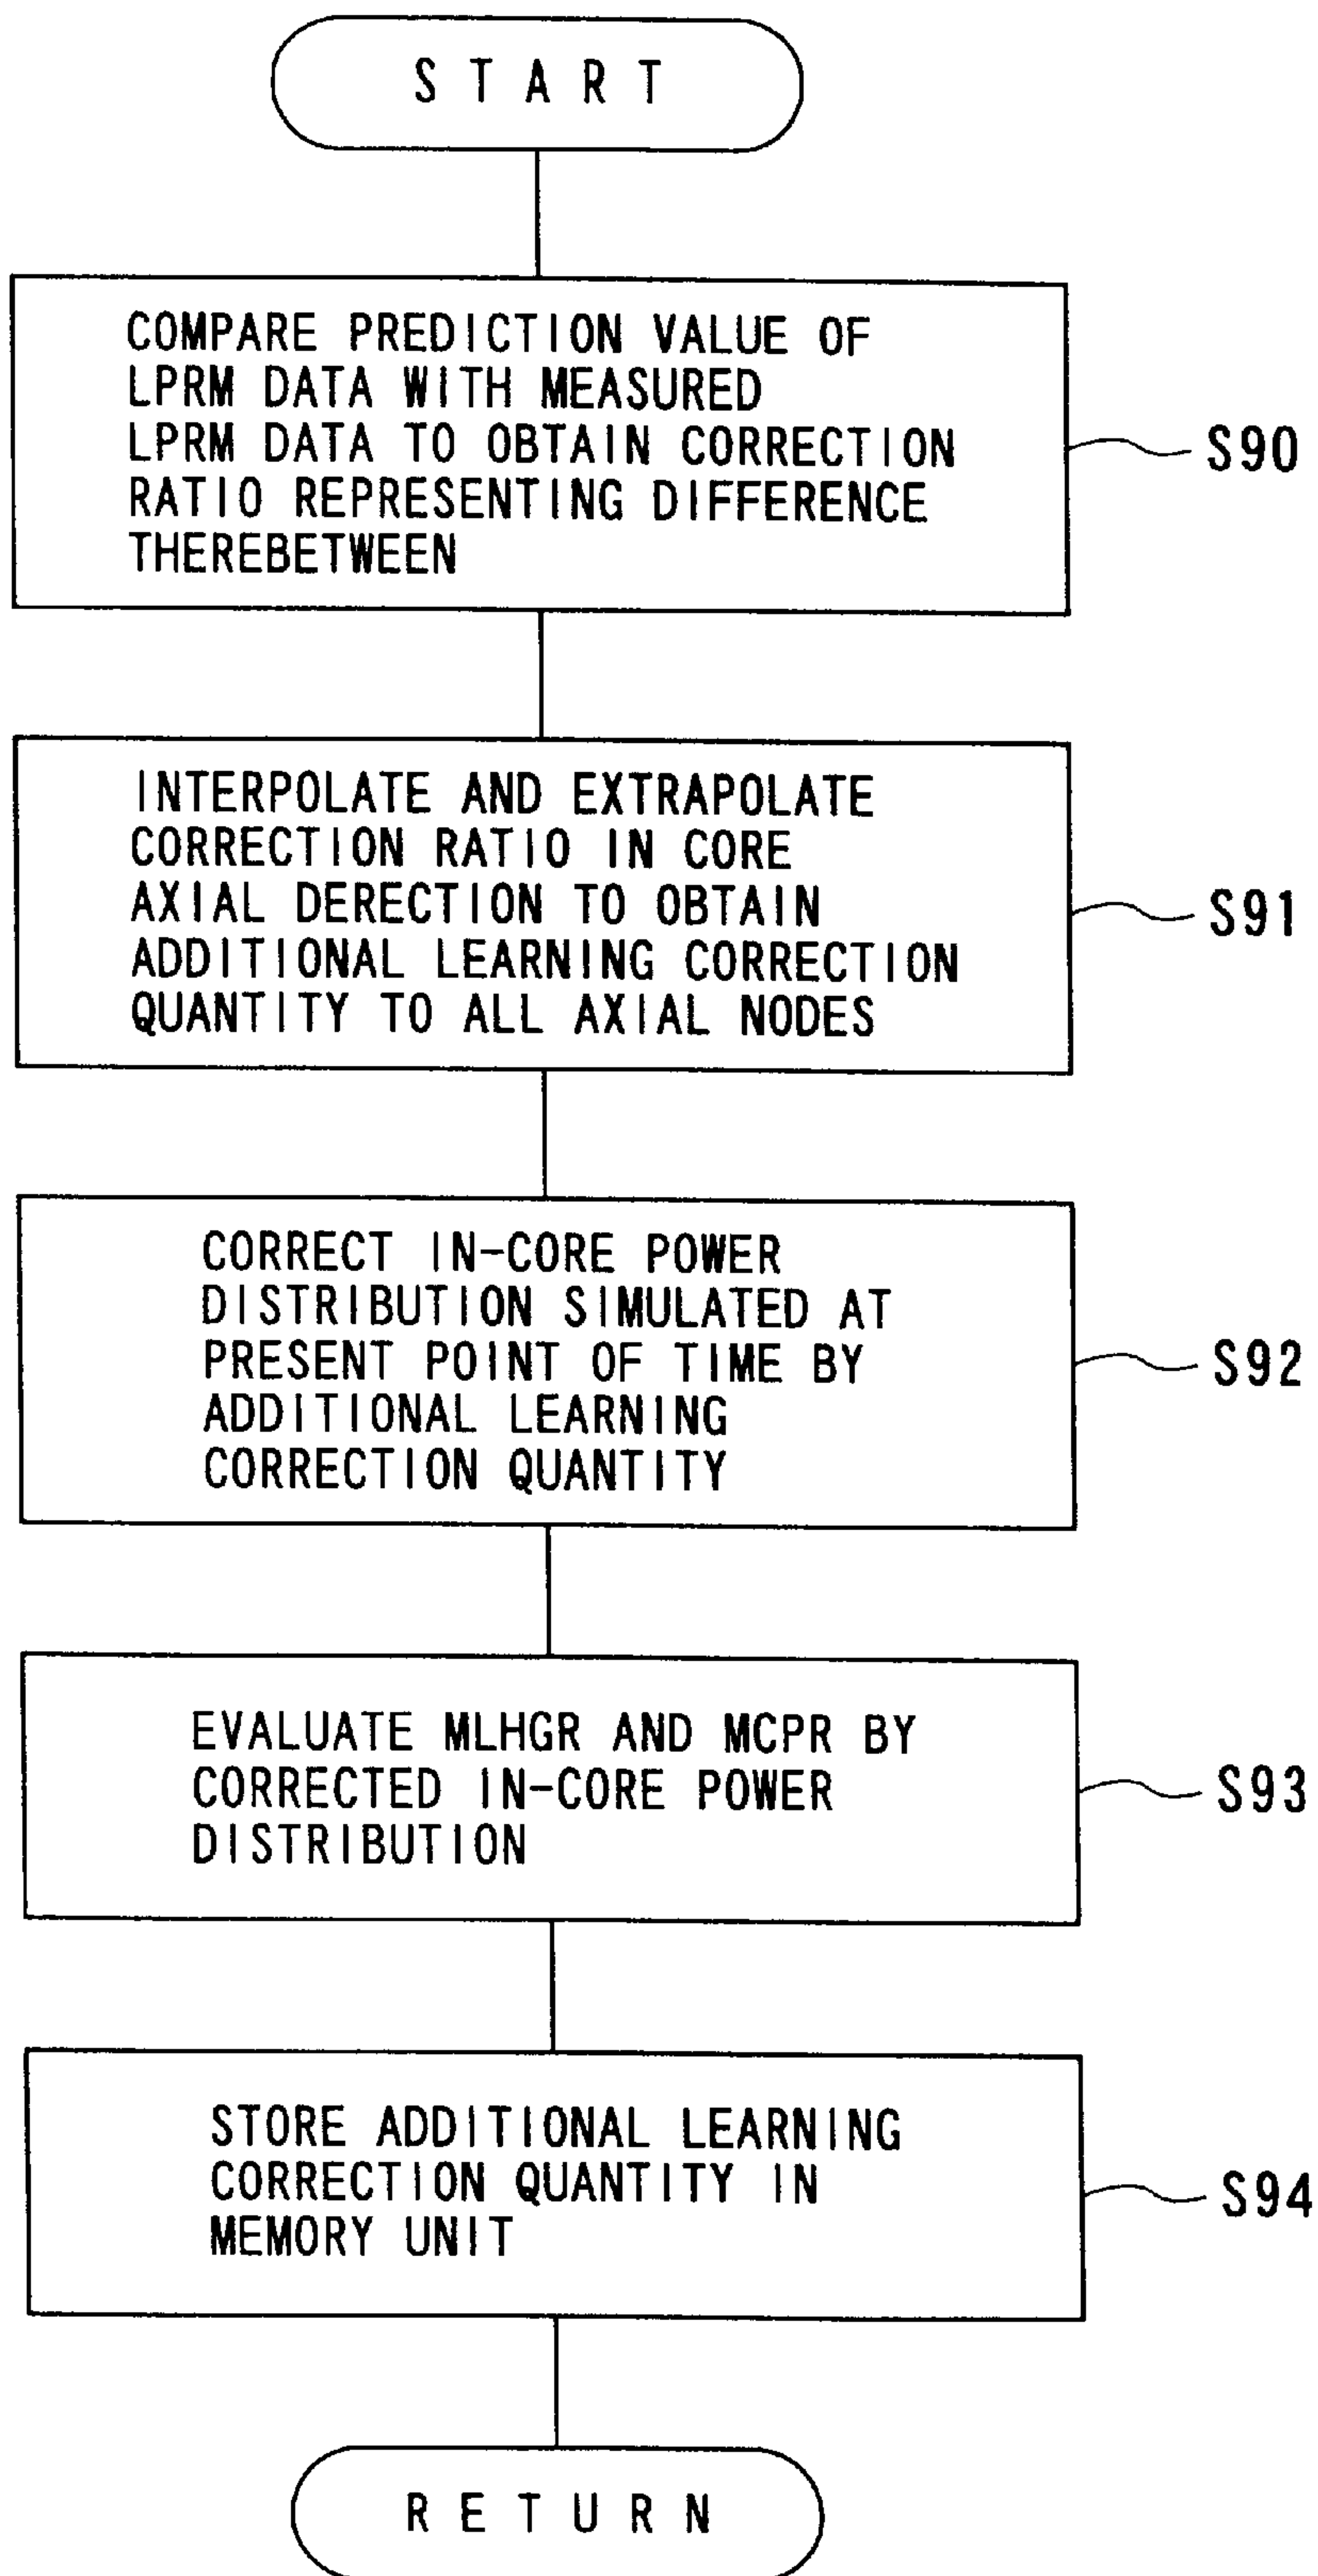 START
COMPARE PREDICTION VALUE OF
LPRM DATA WITH MEASURED
LPRM DATA TO OBTAIN CORRECTION
RATIO REPRESENTING DIFFERENCE
THEREBETWEEN
S90
INTERPOLATE AND EXTRAPOLATE
CORRECTION RATIO IN CORE
AXIAL DERECTION TO OBTAIN
ADDITIONAL LEARNING CORRECTION
QUANTITY TO ALL AXIAL NODES
S91
CORRECT IN-CORE POWER
DISTRIBUTION SIMULATED AT
PRESENT POINT OF TIME BY
ADDITIONAL LEARNING
CORRECTION QUANTITY
S92
EVALUATE MLHGR AND MCPR BY
CORRECTED IN-CORE POWER
DISTRIBUTION
S93
STORE ADDITIONAL LEARNING
CORRECTION QUANTITY IN
MEMORY UNIT
S94
RETURN